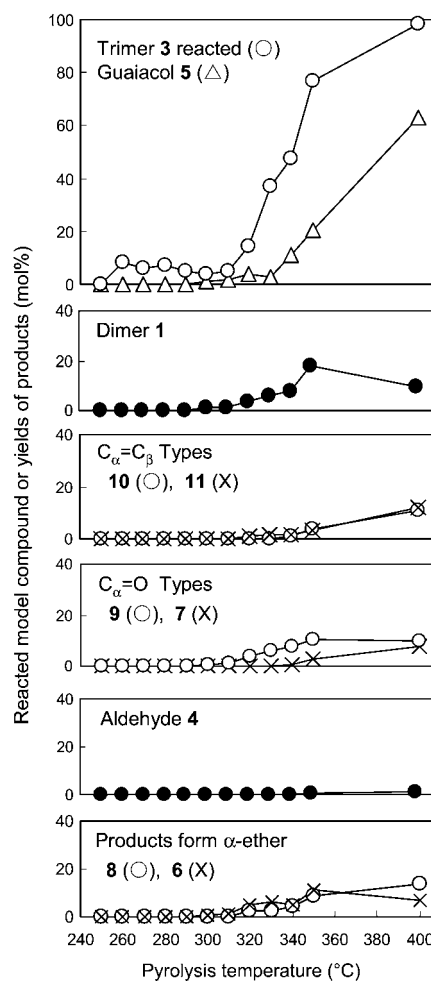 Reacted model compound or yields of products (mol%)
100
80
60
40
20
0
Trimer 3 reacted (○)
Guaiacol 5 (△)
40
20
0
Dimer 1
40
20
0
Cα=Cβ Types
10 (○), 11 (X)
40
20
0
Cα=O Types
9 (○), 7 (X)
40
20
0
Aldehyde 4
40
20
0
Products form α-ether
8 (○), 6 (X)
240 260 280 300 320 340 360 380 400
Pyrolysis temperature (°C)